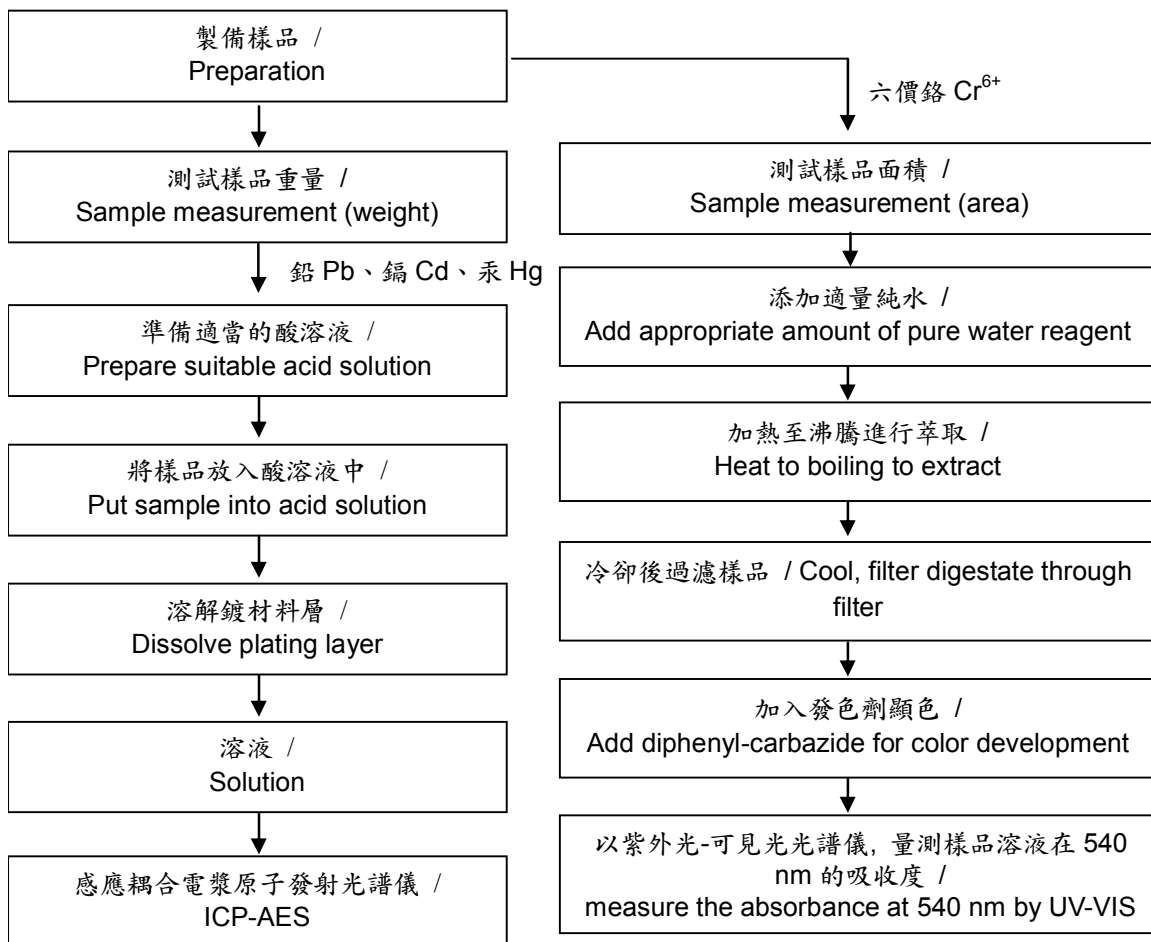 製備樣品 /
Preparation
六價鉻 Cr⁶⁺
測試樣品重量 /
Sample measurement (weight)
鉛 Pb、鎘 Cd、汞 Hg
準備適當的酸溶液 /
Prepare suitable acid solution
將樣品放入酸溶液中 /
Put sample into acid solution
溶解鍍材料層 /
Dissolve plating layer
溶液 /
Solution
感應耦合電漿原子發射光譜儀 /
ICP-AES
測試樣品面積 /
Sample measurement (area)
添加適量純水 /
Add appropriate amount of pure water reagent
加熱至沸騰進行萃取 /
Heat to boiling to extract
冷卻後過濾樣品 / Cool, filter digestate through
filter
加入發色劑顯色 /
Add diphenyl-carbazide for color development
以紫外光-可見光光譜儀, 量測樣品溶液在 540
nm 的吸收度 /
measure the absorbance at 540 nm by UV-VIS